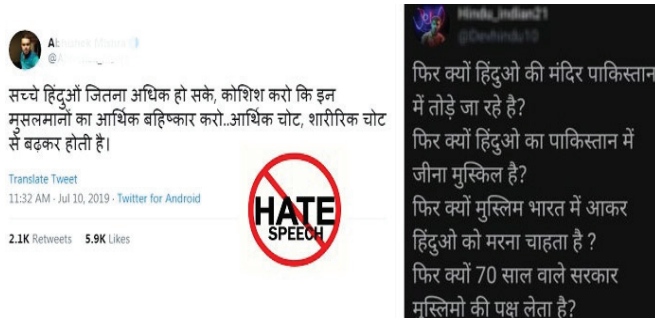 सच्चे हिंदुओं जितना अधिक हो सके, कोशिश करो कि इन
मुसलमानों का आर्थिक बहिष्कार करो..आर्थिक चोट, शारीरिक चोट
से बढ़कर होती है।
Translate Tweet
11:32 AM - Jul 10, 2019 · Twitter for Android
2.1K Retweets 5.9K Likes
HATE
SPEECH
Hindu_indian21
@Devhindu10
फिर क्यों हिंदुओ की मंदिर पाकिस्तान
में तोड़े जा रहे है?
फिर क्यों हिंदुओ का पाकिस्तान में
जीना मुस्किल है?
फिर क्यों मुस्लिम भारत में आकर
हिंदुओ को मरना चाहता है ?
फिर क्यों 70 साल वाले सरकार
मुस्लिमो की पक्ष लेता है?